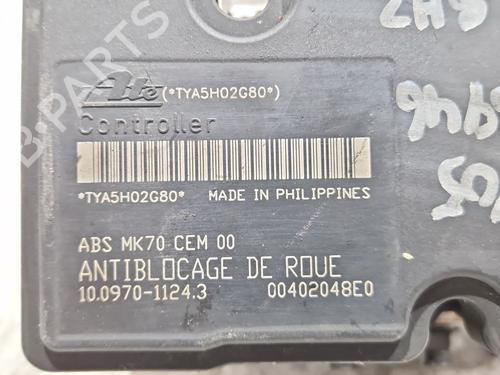 Ate (*TYA5H02G80*)
Controller
*TYA5H02G80* MADE IN PHILIPPINES
ABS MK70 CEM 00
ANTIBLOCAGE DE ROUE
10.0970-1124.3 00402048E0
B-PARTS